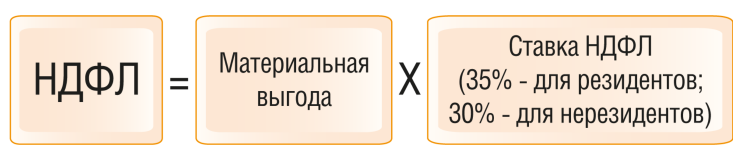 НДФЛ = Материальная выгода X Ставка НДФЛ
(35% - для резидентов;
30% - для нерезидентов)